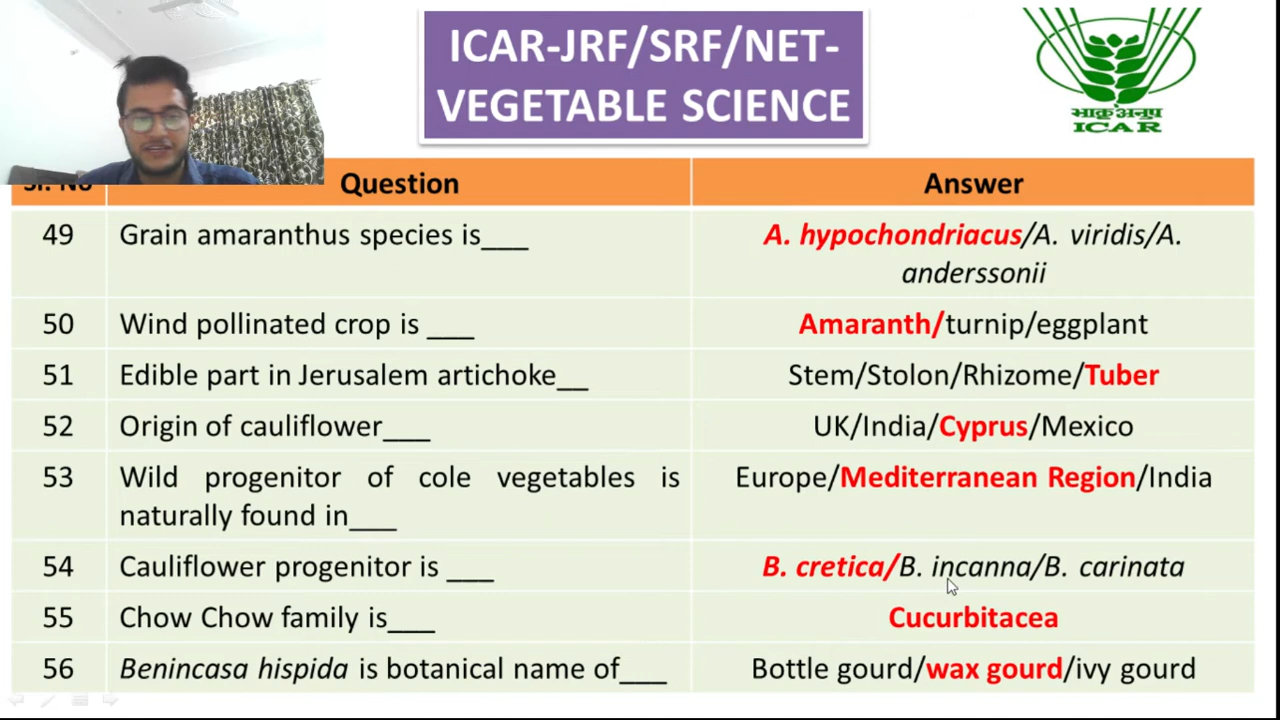 ICAR-JRF/SRF/NET-
VEGETABLE SCIENCE
भाकृअनुप
ICAR
Sl. No Question Answer
49 Grain amaranthus species is___ A. hypochondriacus/A. viridis/A.
anderssonii
50 Wind pollinated crop is ___ Amaranth/turnip/eggplant
51 Edible part in Jerusalem artichoke__ Stem/Stolon/Rhizome/Tuber
52 Origin of cauliflower___ UK/India/Cyprus/Mexico
53 Wild progenitor of cole vegetables is Europe/Mediterranean Region/India
naturally found in___
54 Cauliflower progenitor is ___ B. cretica/B. incanna/B. carinata
55 Chow Chow family is___ Cucurbitacea
56 Benincasa hispida is botanical name of___ Bottle gourd/wax gourd/ivy gourd